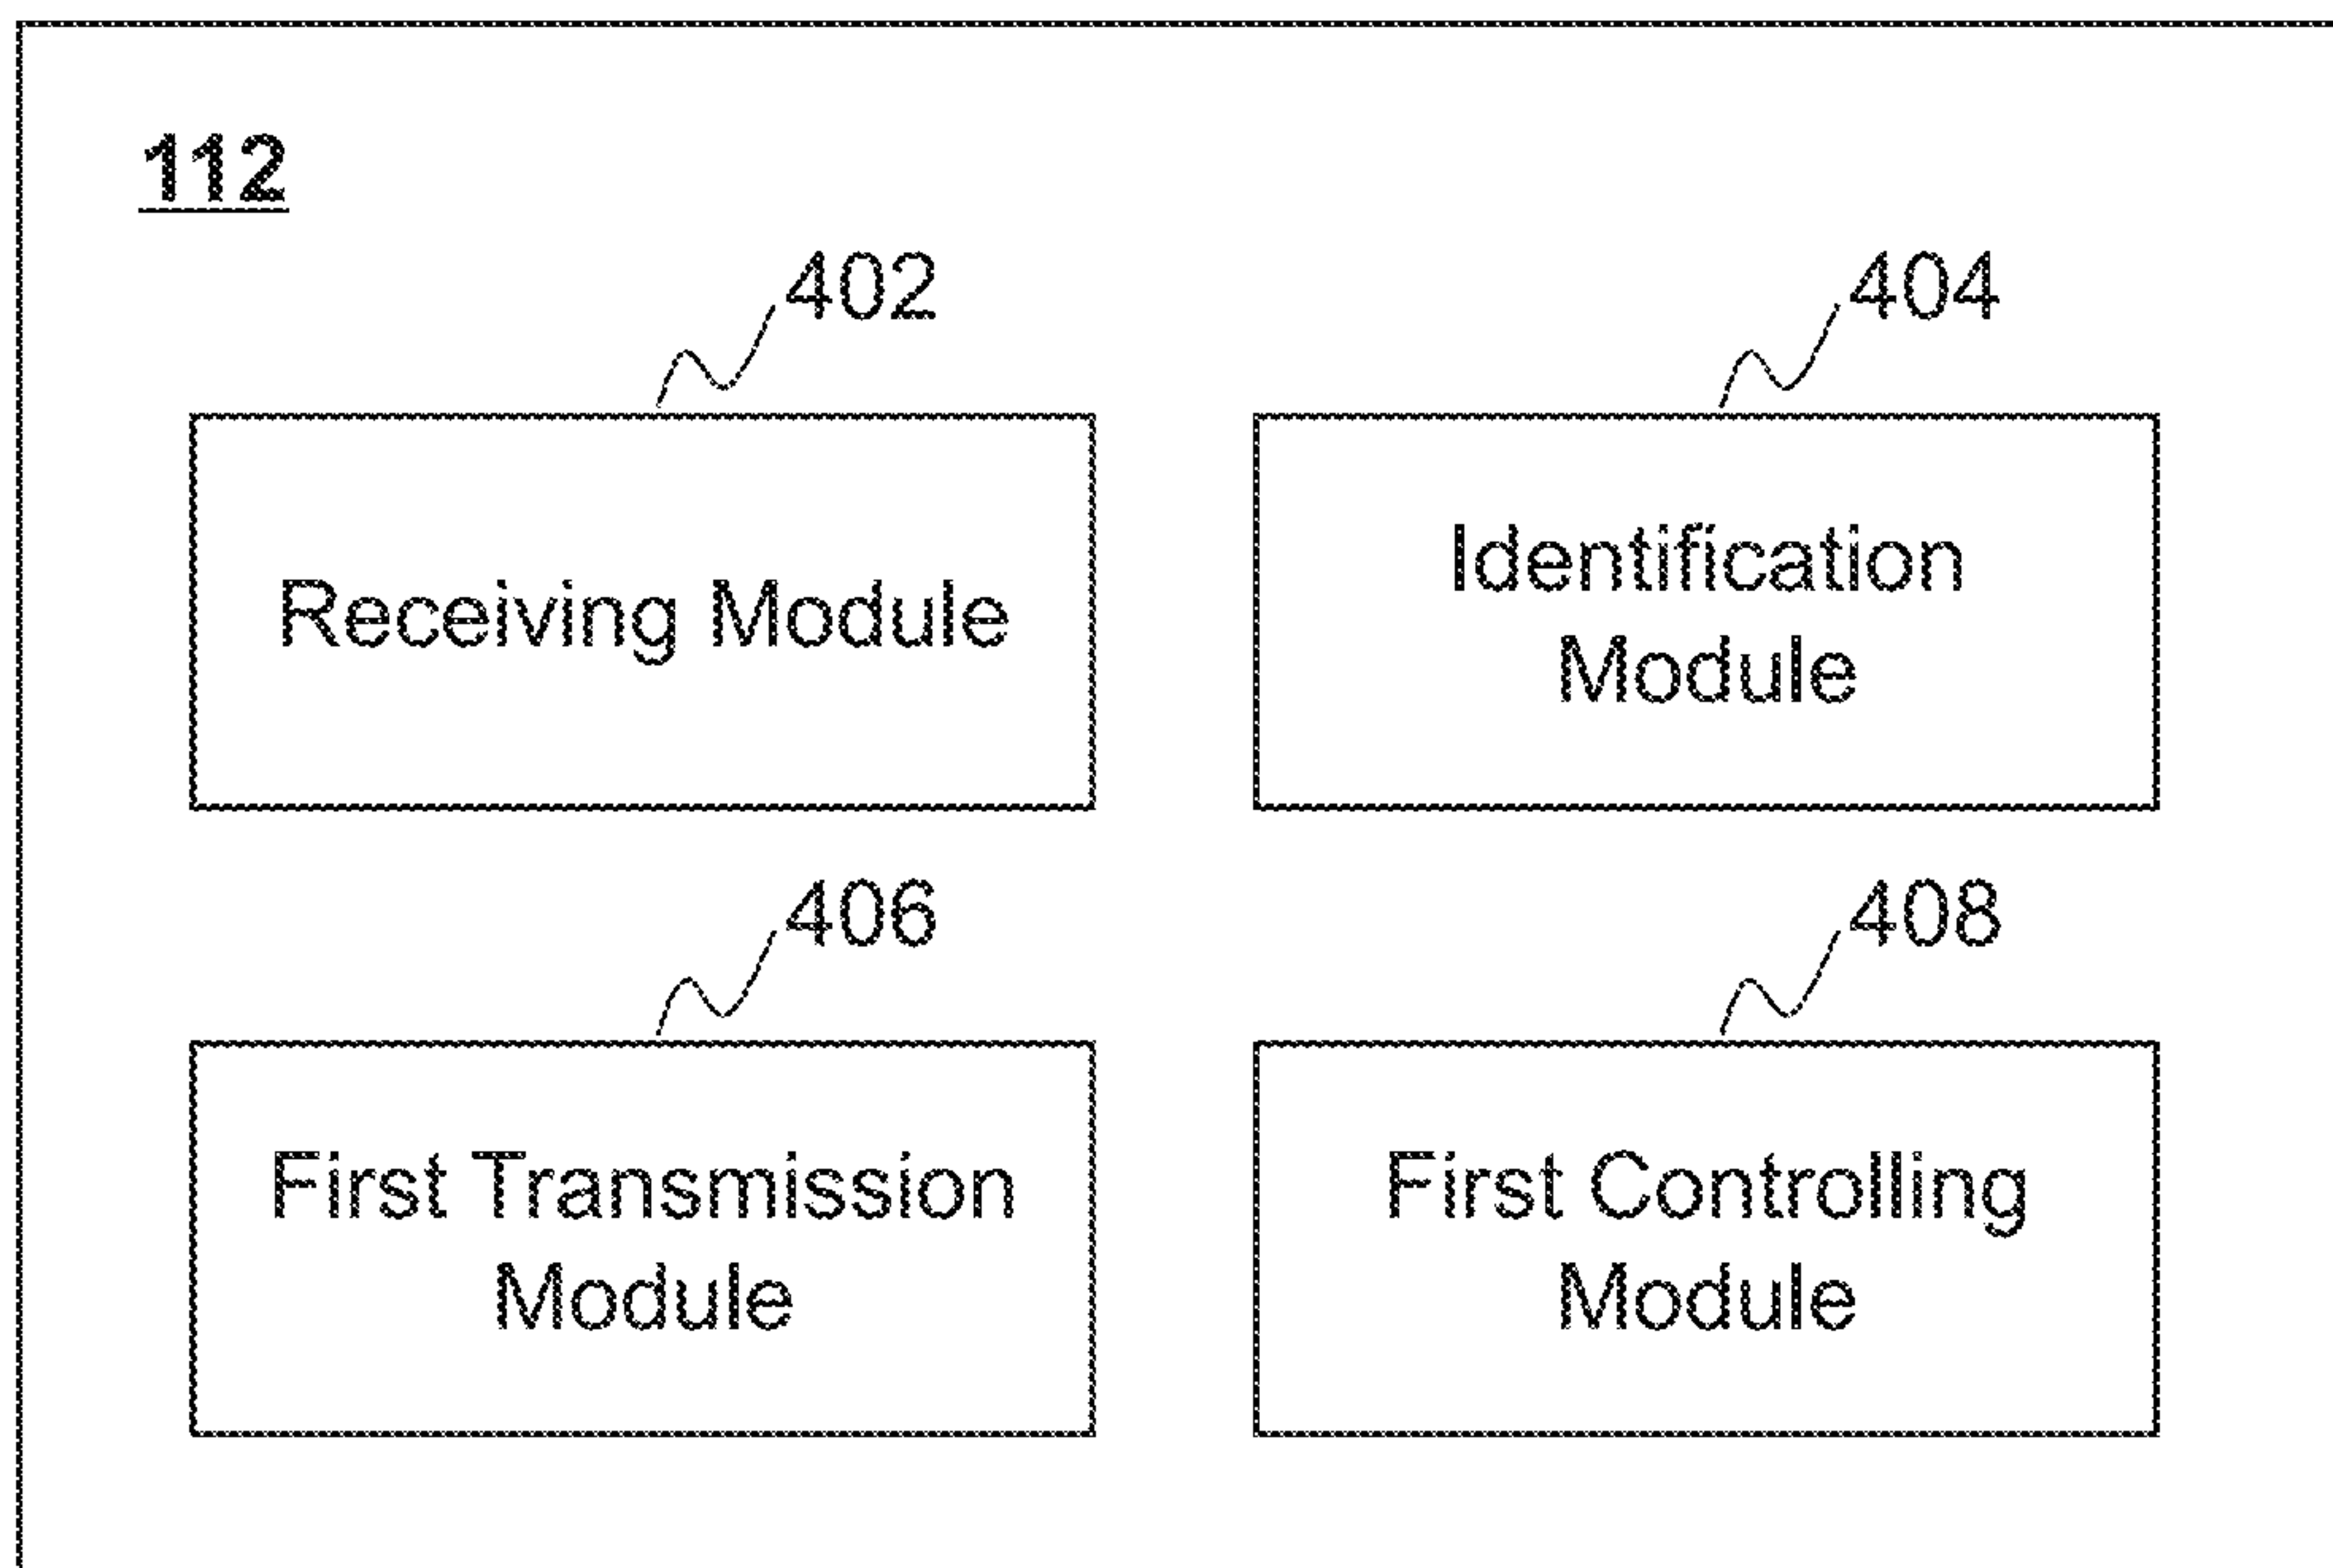 112
402
404
Receiving Module
Identification
Module
406
408
First Transmission
Module
First Controlling
Module